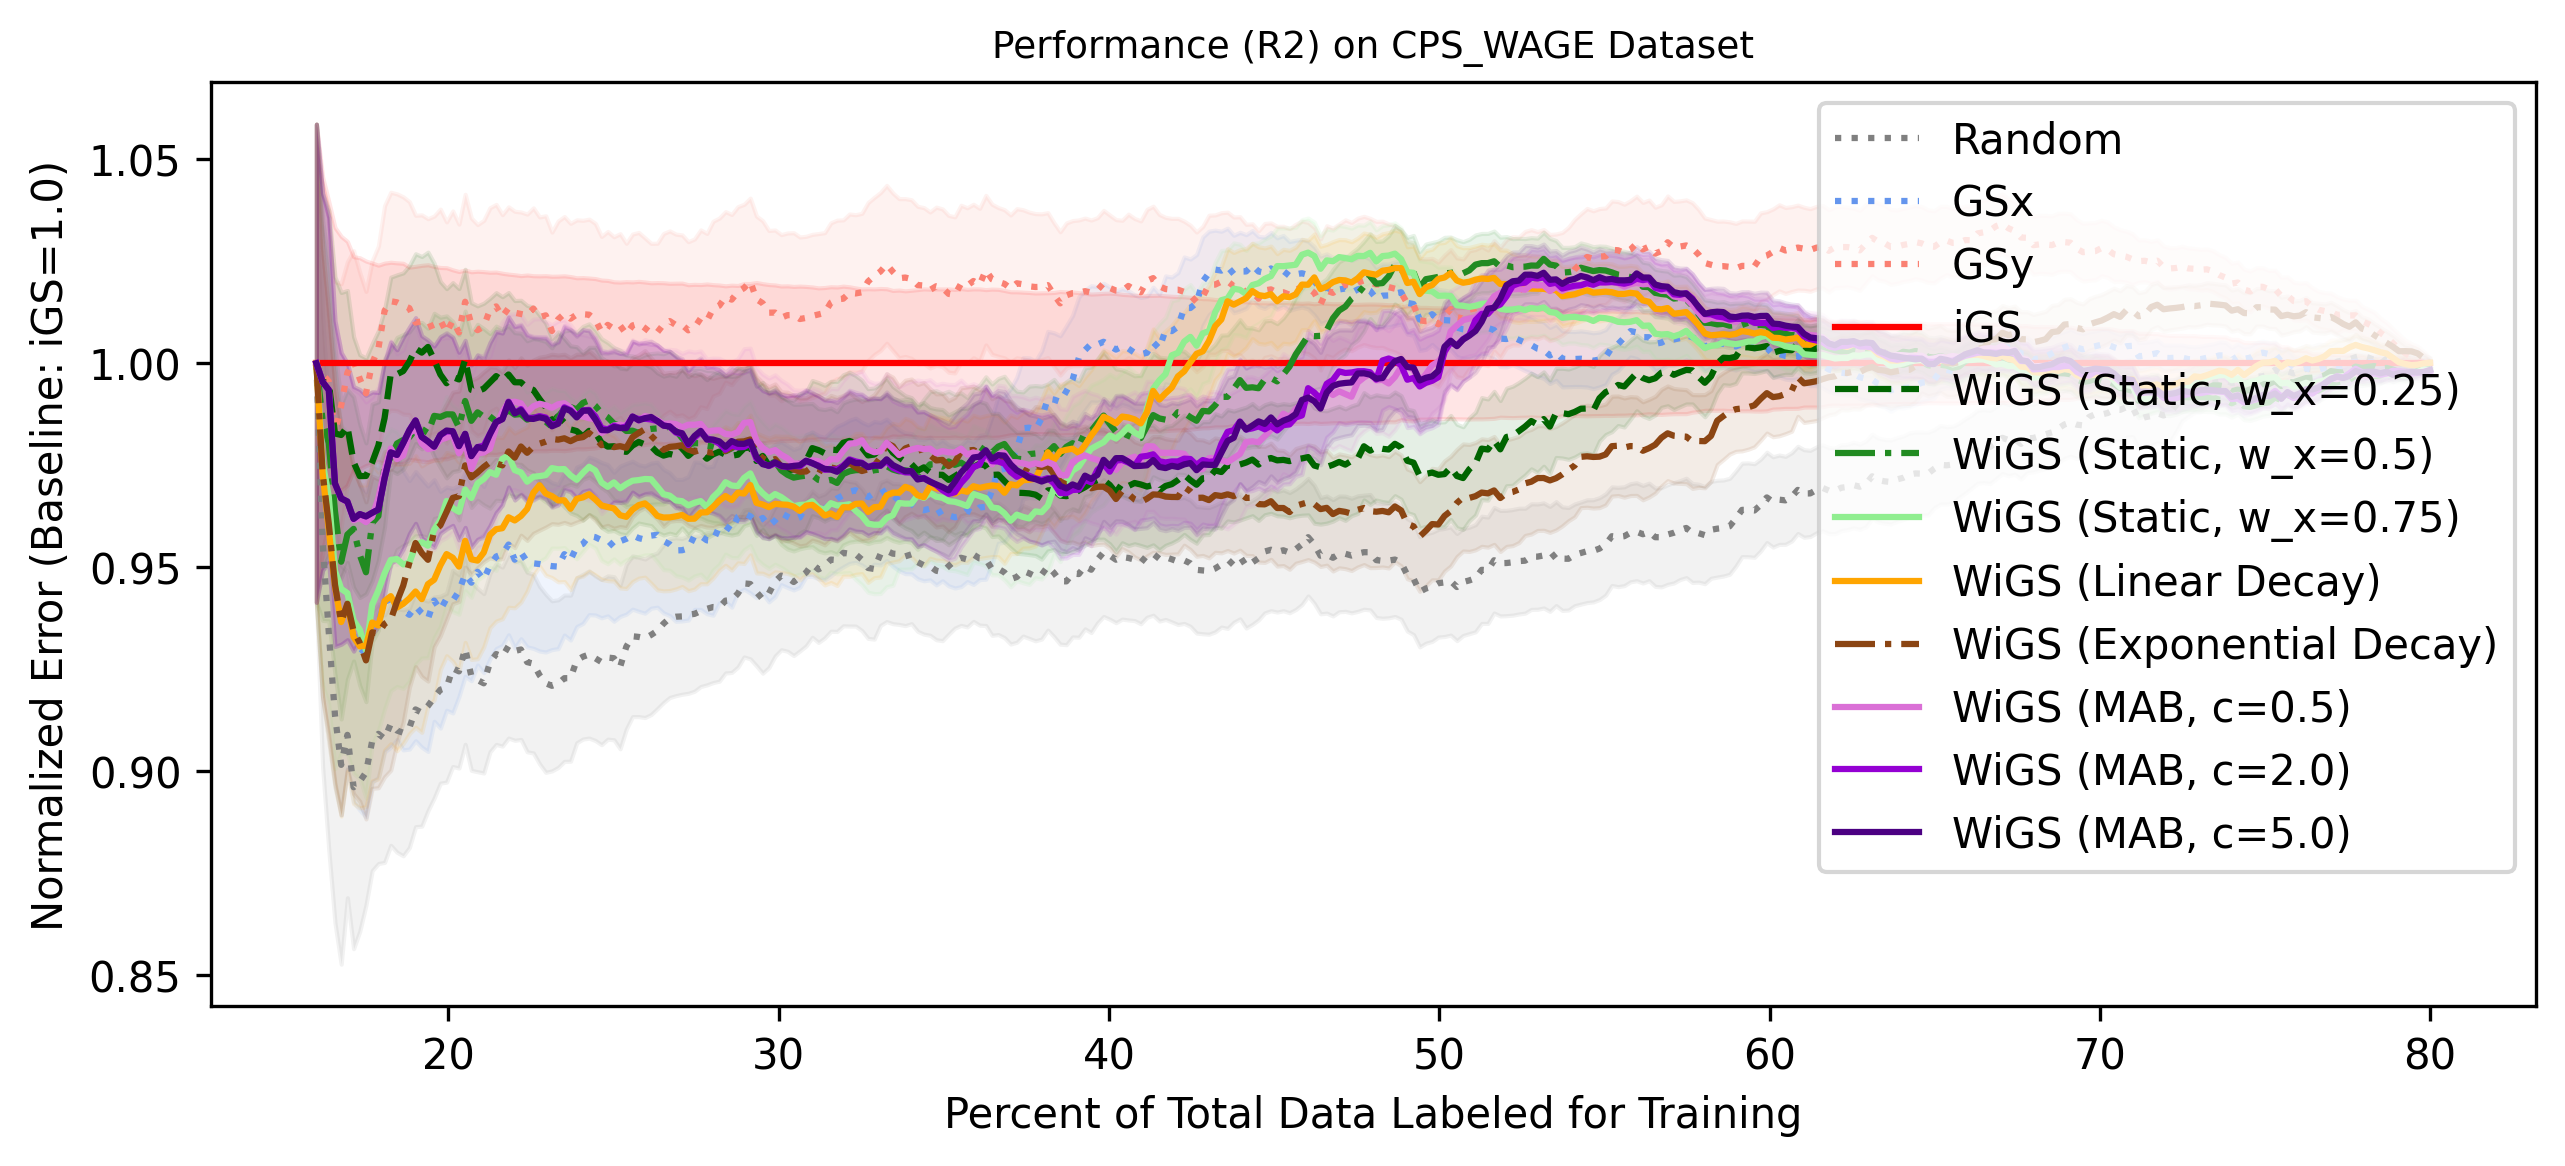 Performance (R2) on CPS_WAGE Dataset
Normalized Error (Baseline: iGS=1.0)
1.05
1.00
0.95
0.90
0.85
20 30 40 50 60 70 80
Percent of Total Data Labeled for Training
Random
GSx
GSy
iGS
WiGS (Static, w_x=0.25)
WiGS (Static, w_x=0.5)
WiGS (Static, w_x=0.75)
WiGS (Linear Decay)
WiGS (Exponential Decay)
WiGS (MAB, c=0.5)
WiGS (MAB, c=2.0)
WiGS (MAB, c=5.0)